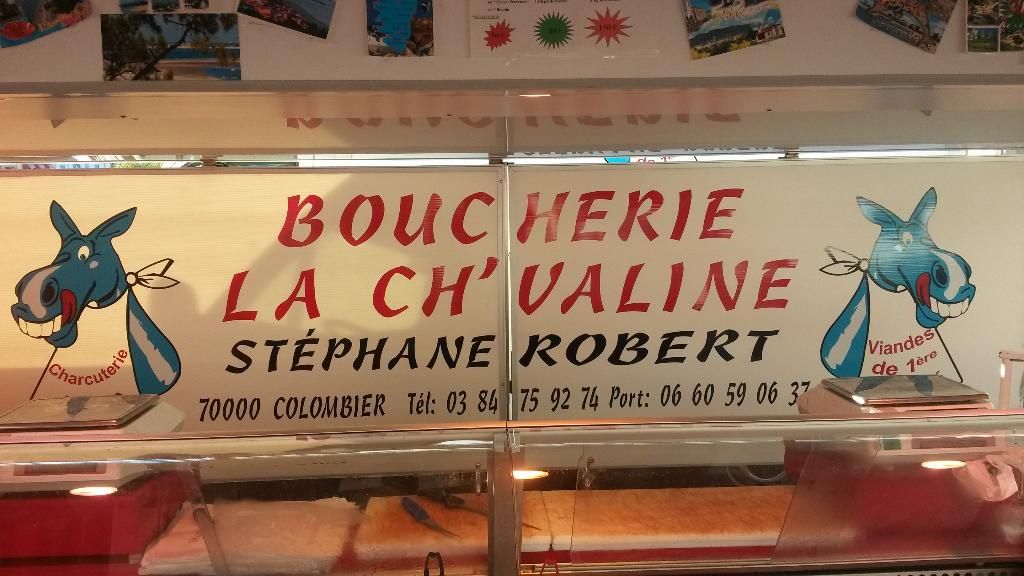 BOUCHERIE
LA CH'VALINE
STÉPHANE ROBERT
70000 COLOMBIER Tél: 03 84 75 92 74 Port: 06 60 59 06 37
Charcuterie
Viandes
de 1ère